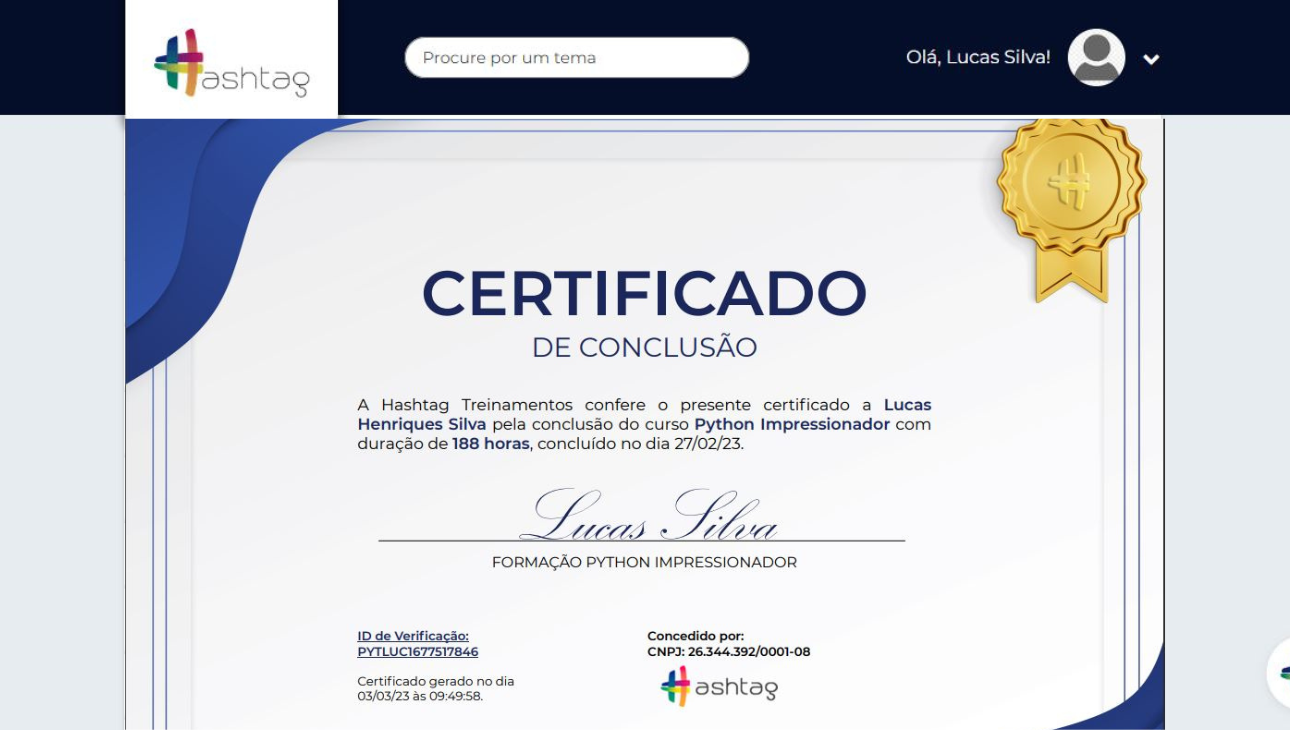 Hashtag
Procure por um tema
Olá, Lucas Silva!
CERTIFICADO
DE CONCLUSÃO
A Hashtag Treinamentos confere o presente certificado a Lucas
Henriques Silva pela conclusão do curso Python Impressionador com
duração de 188 horas, concluído no dia 27/02/23.
Lucas Silva
FORMAÇÃO PYTHON IMPRESSIONADOR
ID de Verificação:
PYTLUC1677517846
Certificado gerado no dia
03/03/23 às 09:49:58.
Concedido por:
CNPJ: 26.344.392/0001-08
Hashtag